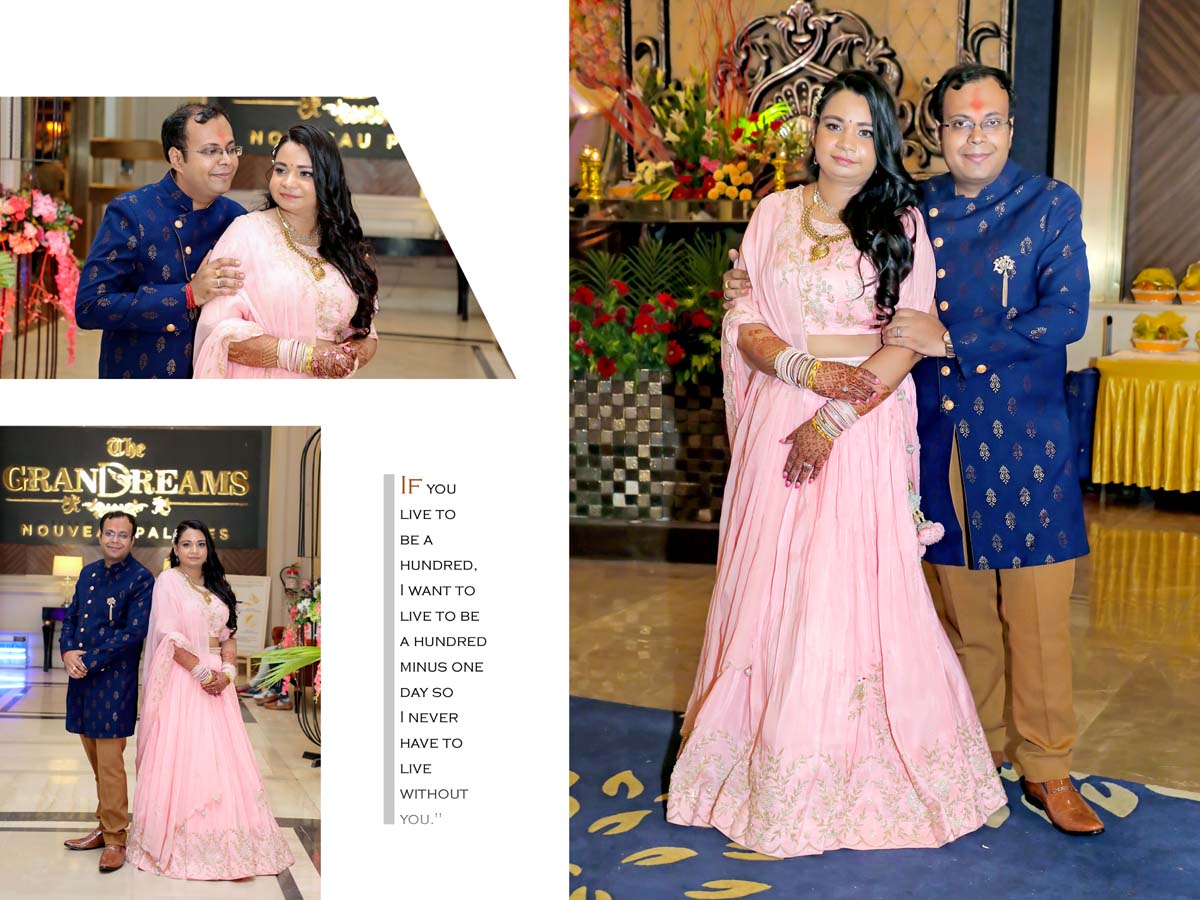 NOUVEAU P
The
GRANDREAMS
NOUVEAU PALACES
IF YOU
LIVE TO
BE A
HUNDRED,
I WANT TO
LIVE TO BE
A HUNDRED
MINUS ONE
DAY SO
I NEVER
HAVE TO
LIVE
WITHOUT
YOU."